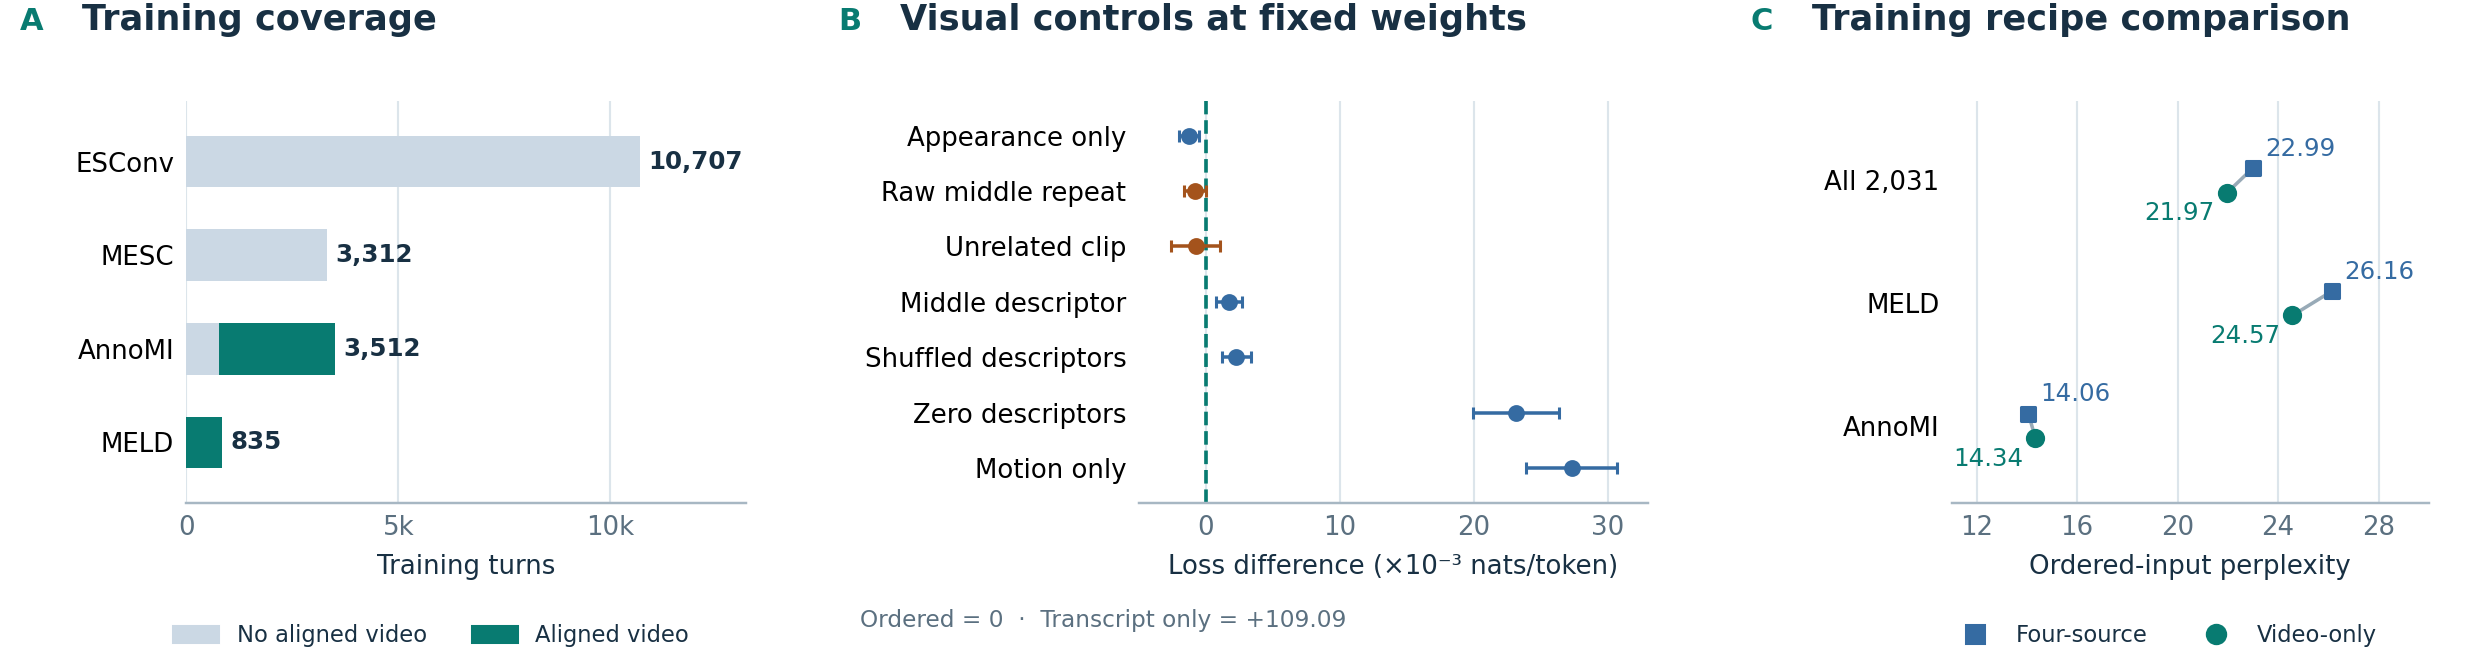 A Training coverage
ESConv 10,707
MESC 3,312
AnnoMI 3,512
MELD 835
0 5k 10k
Training turns
No aligned video Aligned video
B Visual controls at fixed weights
Appearance only
Raw middle repeat
Unrelated clip
Middle descriptor
Shuffled descriptors
Zero descriptors
Motion only
0 10 20 30
Loss difference (×10⁻³ nats/token)
Ordered = 0 · Transcript only = +109.09
C Training recipe comparison
22.99
All 2,031
21.97
26.16
MELD
24.57
14.06
AnnoMI
14.34
12 16 20 24 28
Ordered-input perplexity
Four-source Video-only